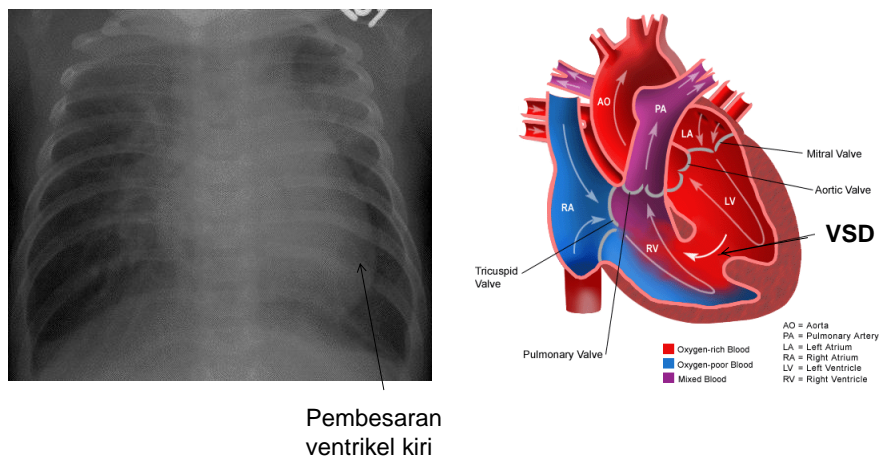 Pembesaran
ventrikel kiri
AO
PA
LA
Mitral Valve
Aortic Valve
RA
LV
RV
VSD
Tricuspid
Valve
Pulmonary Valve
Oxygen-rich Blood
Oxygen-poor Blood
Mixed Blood
AO = Aorta
PA = Pulmonary Artery
LA = Left Atrium
RA = Right Atrium
LV = Left Ventricle
RV = Right Ventricle